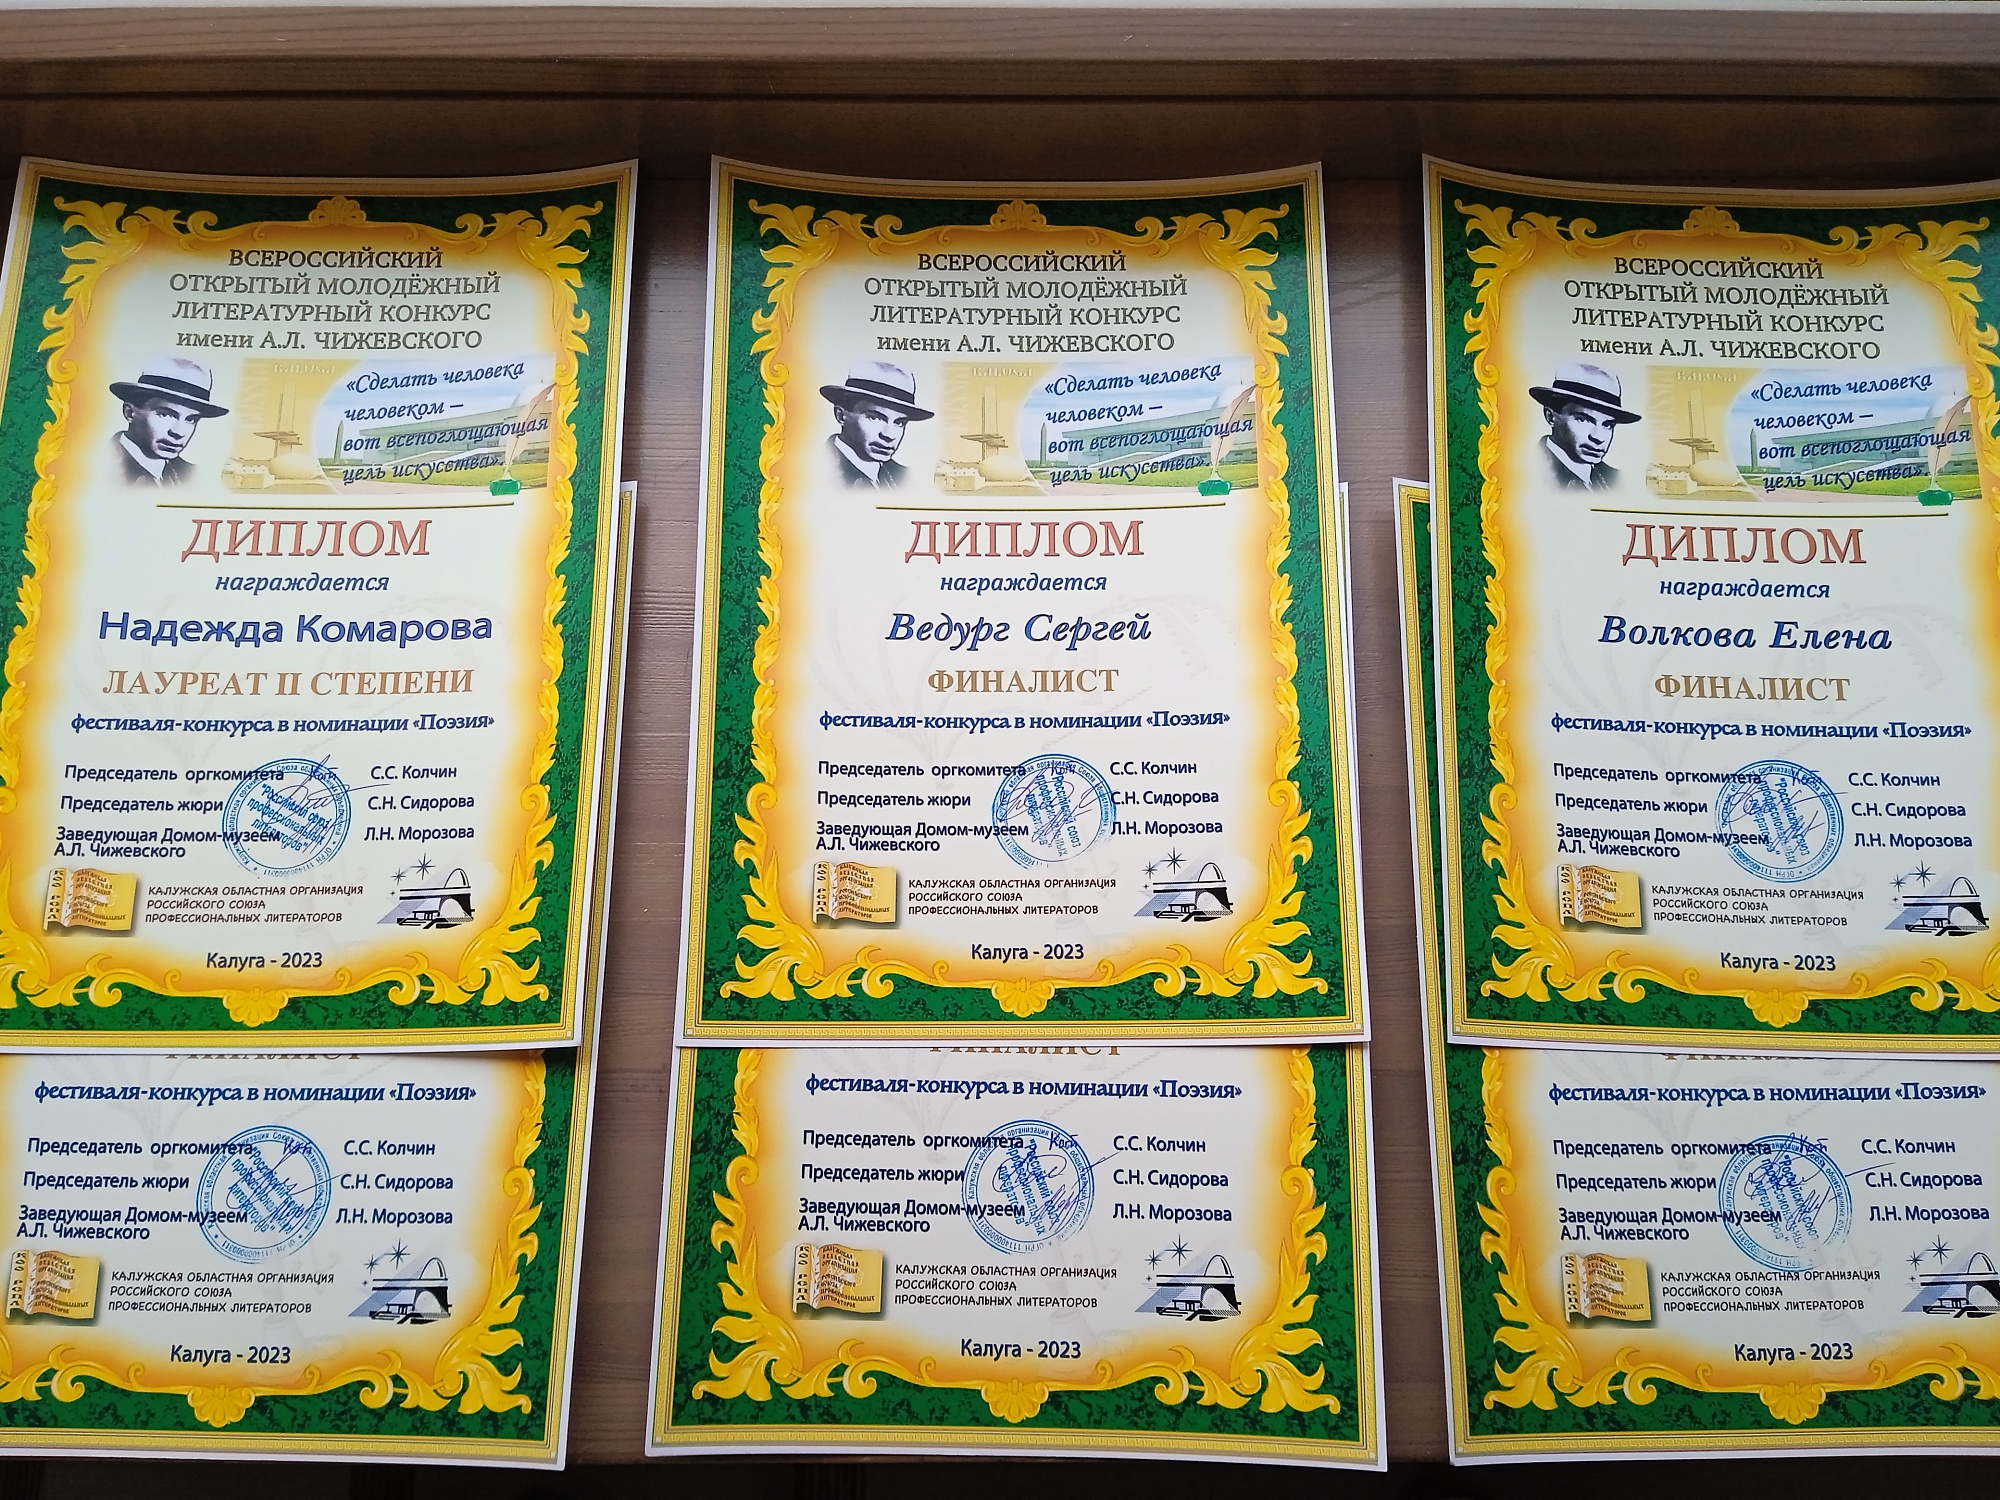 ВСЕРОССИЙСКИЙ
ОТКРЫТЫЙ МОЛОДЁЖНЫЙ
ЛИТЕРАТУРНЫЙ КОНКУРС
имени А.Л. ЧИЖЕВСКОГО
«Сделать человека
человеком –
вот всепоглощающая
цель искусства».
ДИПЛОМ
награждается
Надежда Комарова
ЛАУРЕАТ II СТЕПЕНИ
фестиваля-конкурса в номинации «Поэзия»
Председатель оргкомитета С.С. Колчин
Председатель жюри С.Н. Сидорова
Заведующая Домом-музеем Л.Н. Морозова
А.Л. Чижевского
КАЛУЖСКАЯ ОБЛАСТНАЯ ОРГАНИЗАЦИЯ
РОССИЙСКОГО СОЮЗА
ПРОФЕССИОНАЛЬНЫХ ЛИТЕРАТОРОВ
Калуга - 2023
ВСЕРОССИЙСКИЙ
ОТКРЫТЫЙ МОЛОДЁЖНЫЙ
ЛИТЕРАТУРНЫЙ КОНКУРС
имени А.Л. ЧИЖЕВСКОГО
«Сделать человека
человеком –
вот всепоглощающая
цель искусства».
ДИПЛОМ
награждается
Ведург Сергей
ФИНАЛИСТ
фестиваля-конкурса в номинации «Поэзия»
Председатель оргкомитета С.С. Колчин
Председатель жюри С.Н. Сидорова
Заведующая Домом-музеем Л.Н. Морозова
А.Л. Чижевского
КАЛУЖСКАЯ ОБЛАСТНАЯ ОРГАНИЗАЦИЯ
РОССИЙСКОГО СОЮЗА
ПРОФЕССИОНАЛЬНЫХ ЛИТЕРАТОРОВ
Калуга - 2023
ВСЕРОССИЙСКИЙ
ОТКРЫТЫЙ МОЛОДЁЖНЫЙ
ЛИТЕРАТУРНЫЙ КОНКУРС
имени А.Л. ЧИЖЕВСКОГО
«Сделать человека
человеком –
вот всепоглощающая
цель искусства».
ДИПЛОМ
награждается
Волкова Елена
ФИНАЛИСТ
фестиваля-конкурса в номинации «Поэзия»
Председатель оргкомитета С.С. Колчин
Председатель жюри С.Н. Сидорова
Заведующая Домом-музеем Л.Н. Морозова
А.Л. Чижевского
КАЛУЖСКАЯ ОБЛАСТНАЯ ОРГАНИЗАЦИЯ
РОССИЙСКОГО СОЮЗА
ПРОФЕССИОНАЛЬНЫХ ЛИТЕРАТОРОВ
Калуга - 2023
фестиваля-конкурса в номинации «Поэзия»
Председатель оргкомитета С.С. Колчин
Председатель жюри С.Н. Сидорова
Заведующая Домом-музеем Л.Н. Морозова
А.Л. Чижевского
КАЛУЖСКАЯ ОБЛАСТНАЯ ОРГАНИЗАЦИЯ
РОССИЙСКОГО СОЮЗА
ПРОФЕССИОНАЛЬНЫХ ЛИТЕРАТОРОВ
Калуга - 2023
фестиваля-конкурса в номинации «Поэзия»
Председатель оргкомитета С.С. Колчин
Председатель жюри С.Н. Сидорова
Заведующая Домом-музеем Л.Н. Морозова
А.Л. Чижевского
КАЛУЖСКАЯ ОБЛАСТНАЯ ОРГАНИЗАЦИЯ
РОССИЙСКОГО СОЮЗА
ПРОФЕССИОНАЛЬНЫХ ЛИТЕРАТОРОВ
Калуга - 2023
фестиваля-конкурса в номинации «Поэзия»
Председатель оргкомитета С.С. Колчин
Председатель жюри С.Н. Сидорова
Заведующая Домом-музеем Л.Н. Морозова
А.Л. Чижевского
КАЛУЖСКАЯ ОБЛАСТНАЯ ОРГАНИЗАЦИЯ
РОССИЙСКОГО СОЮЗА
ПРОФЕССИОНАЛЬНЫХ ЛИТЕРАТОРОВ
Калуга - 2023